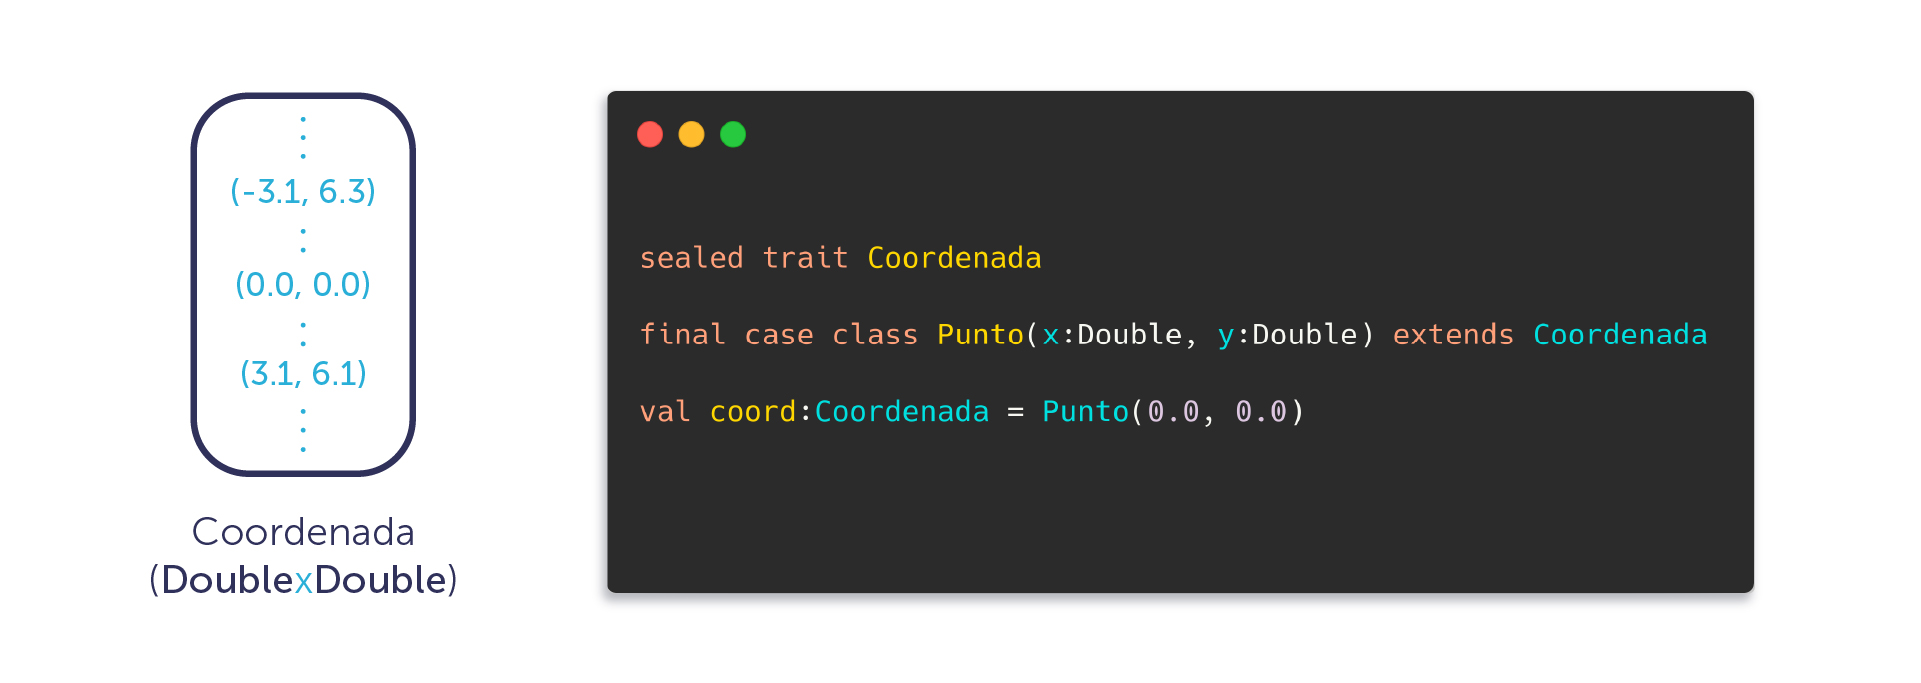 (-3.1, 6.3)
(0.0, 0.0)
(3.1, 6.1)
Coordenada
(DoublexDouble)
sealed trait Coordenada
final case class Punto(x:Double, y:Double) extends Coordenada
val coord:Coordenada = Punto(0.0, 0.0)